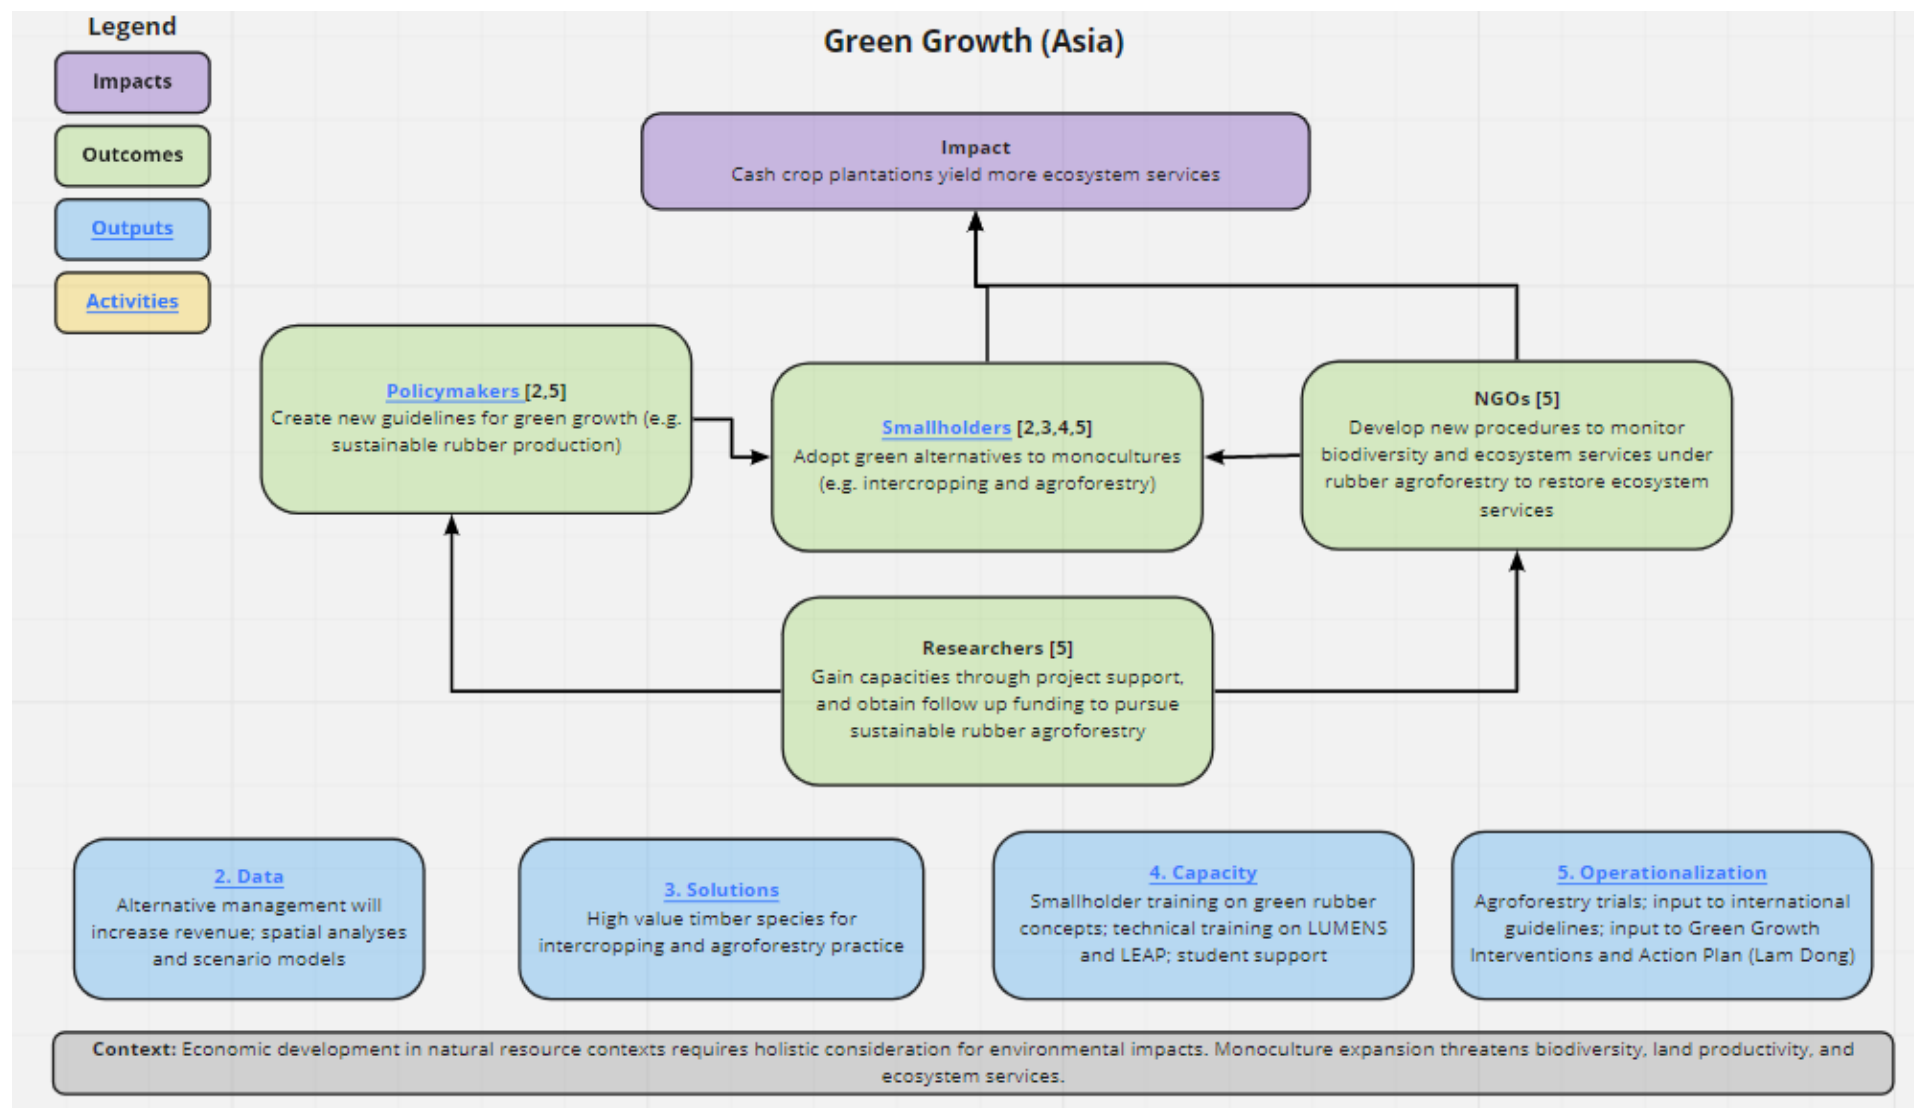 Legend
Impacts
Outcomes
Outputs
Activities
Green Growth (Asia)
Impact
Cash crop plantations yield more ecosystem services
Policymakers [2,5]
Create new guidelines for green growth (e.g.
sustainable rubber production)
Smallholders [2,3,4,5]
Adopt green alternatives to monocultures
(e.g. intercropping and agroforestry)
NGOs [5]
Develop new procedures to monitor
biodiversity and ecosystem services under
rubber agroforestry to restore ecosystem
services
Researchers [5]
Gain capacities through project support,
and obtain follow up funding to pursue
sustainable rubber agroforestry
2. Data
Alternative management will
increase revenue; spatial analyses
and scenario models
3. Solutions
High value timber species for
intercropping and agroforestry practice
4. Capacity
Smallholder training on green rubber
concepts; technical training on LUMENS
and LEAP; student support
5. Operationalization
Agroforestry trials; input to international
guidelines; input to Green Growth
Interventions and Action Plan (Lam Dong)
Context: Economic development in natural resource contexts requires holistic consideration for environmental impacts. Monoculture expansion threatens biodiversity, land productivity, and
ecosystem services.